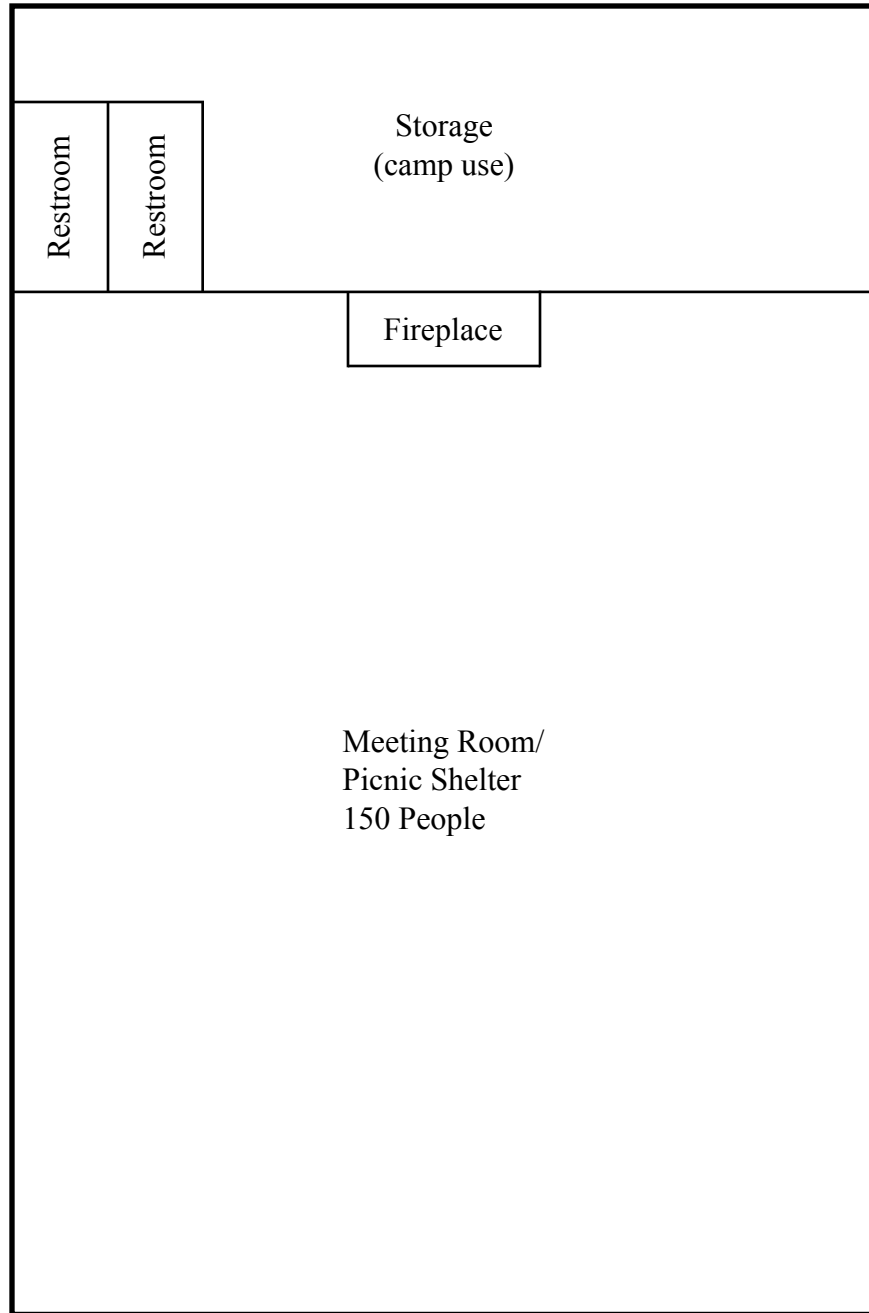 Restroom
Restroom
Storage
(camp use)
Fireplace
Meeting Room/
Picnic Shelter
150 People